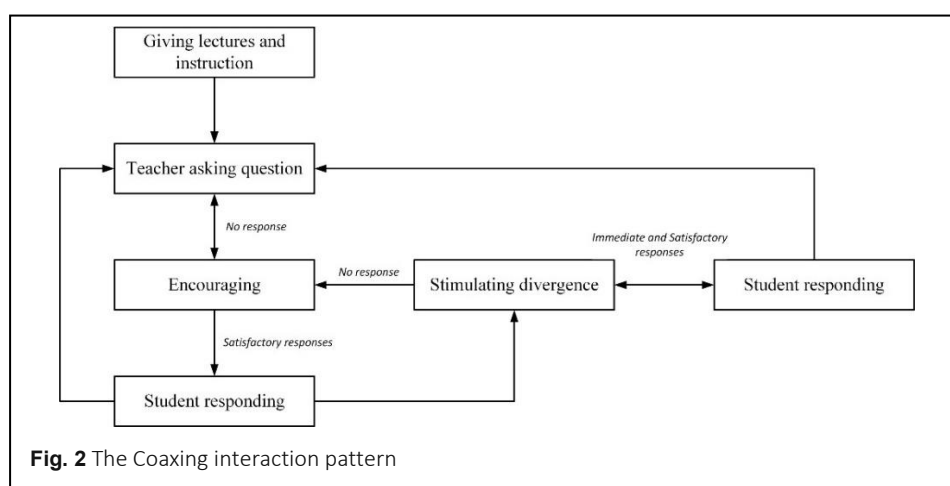 Giving lectures and
instruction
Teacher asking question
No response
Immediate and Satisfactory
responses
Encouraging
No response
Stimulating divergence
Student responding
Satisfactory responses
Student responding
Fig. 2 The Coaxing interaction pattern